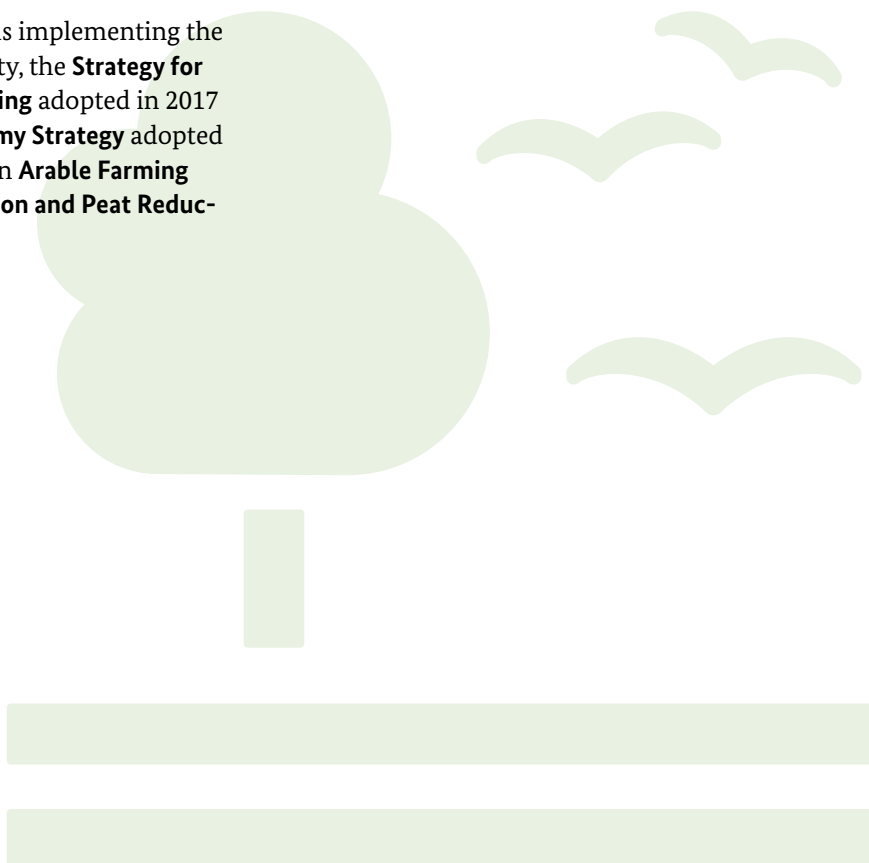 s implementing the
ty, the Strategy for
ing adopted in 2017
my Strategy adopted
n Arable Farming
on and Peat Reduc-